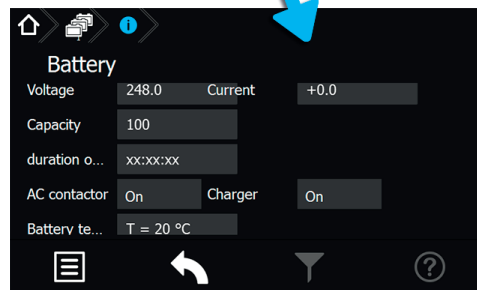 Battery
Voltage 248.0 Current +0.0
Capacity 100
duration o... xx:xx:xx
AC contactor On Charger On
Battery te... T = 20 °C